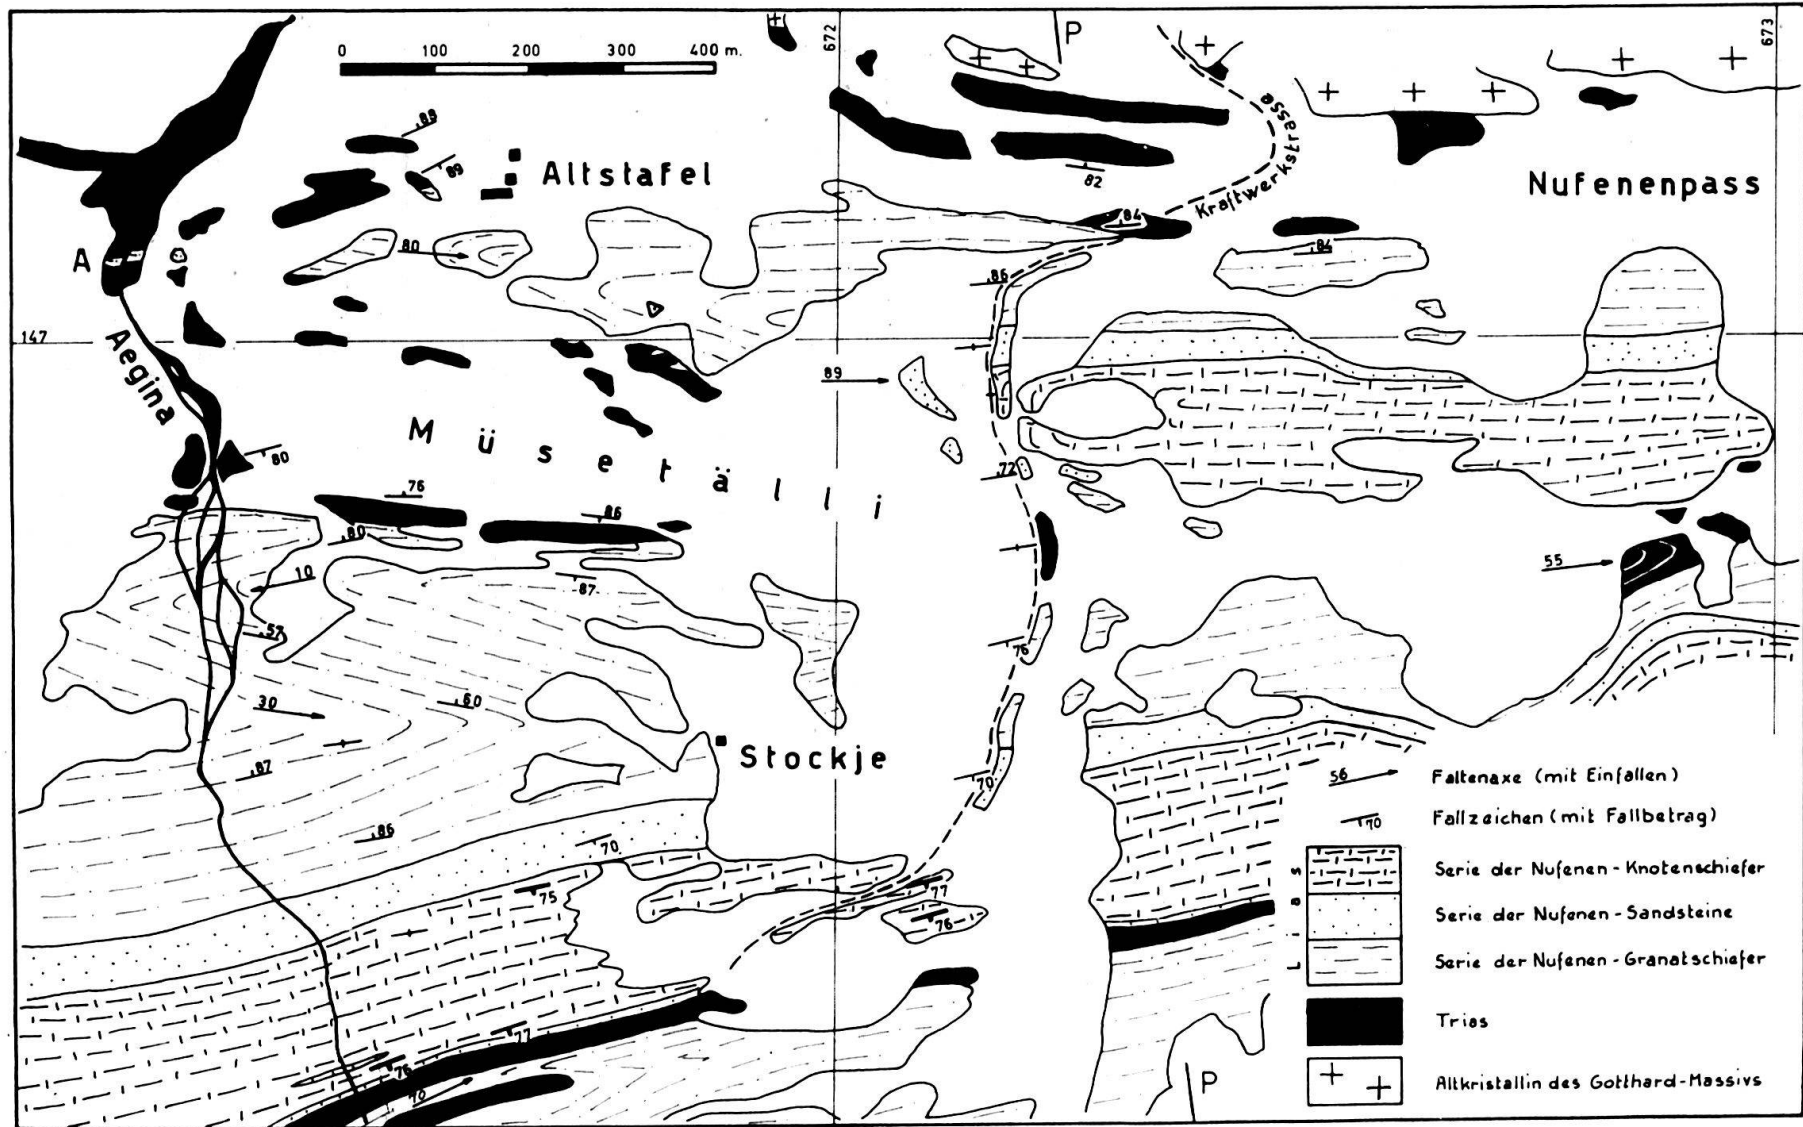 0 100 200 300 400 m.
672
P
673
Kraftwerkstrasse
89
89
Altstafel
82
Nufenenpass
84
A
80
84
86
147
Aegina
89
Müsetälli
80
72
76
86
80
55
10
87
57
76
30
60
Stockje
87
70
86
70
75
77
76
77
76
70
P
56 Faltenaxe (mit Einfallen)
70 Fallzeichen (mit Fallbetrag)
Lias
Serie der Nufenen-Knotenschiefer
Serie der Nufenen-Sandsteine
Serie der Nufenen-Granatschiefer
Trias
Altkristallin des Gotthard-Massivs